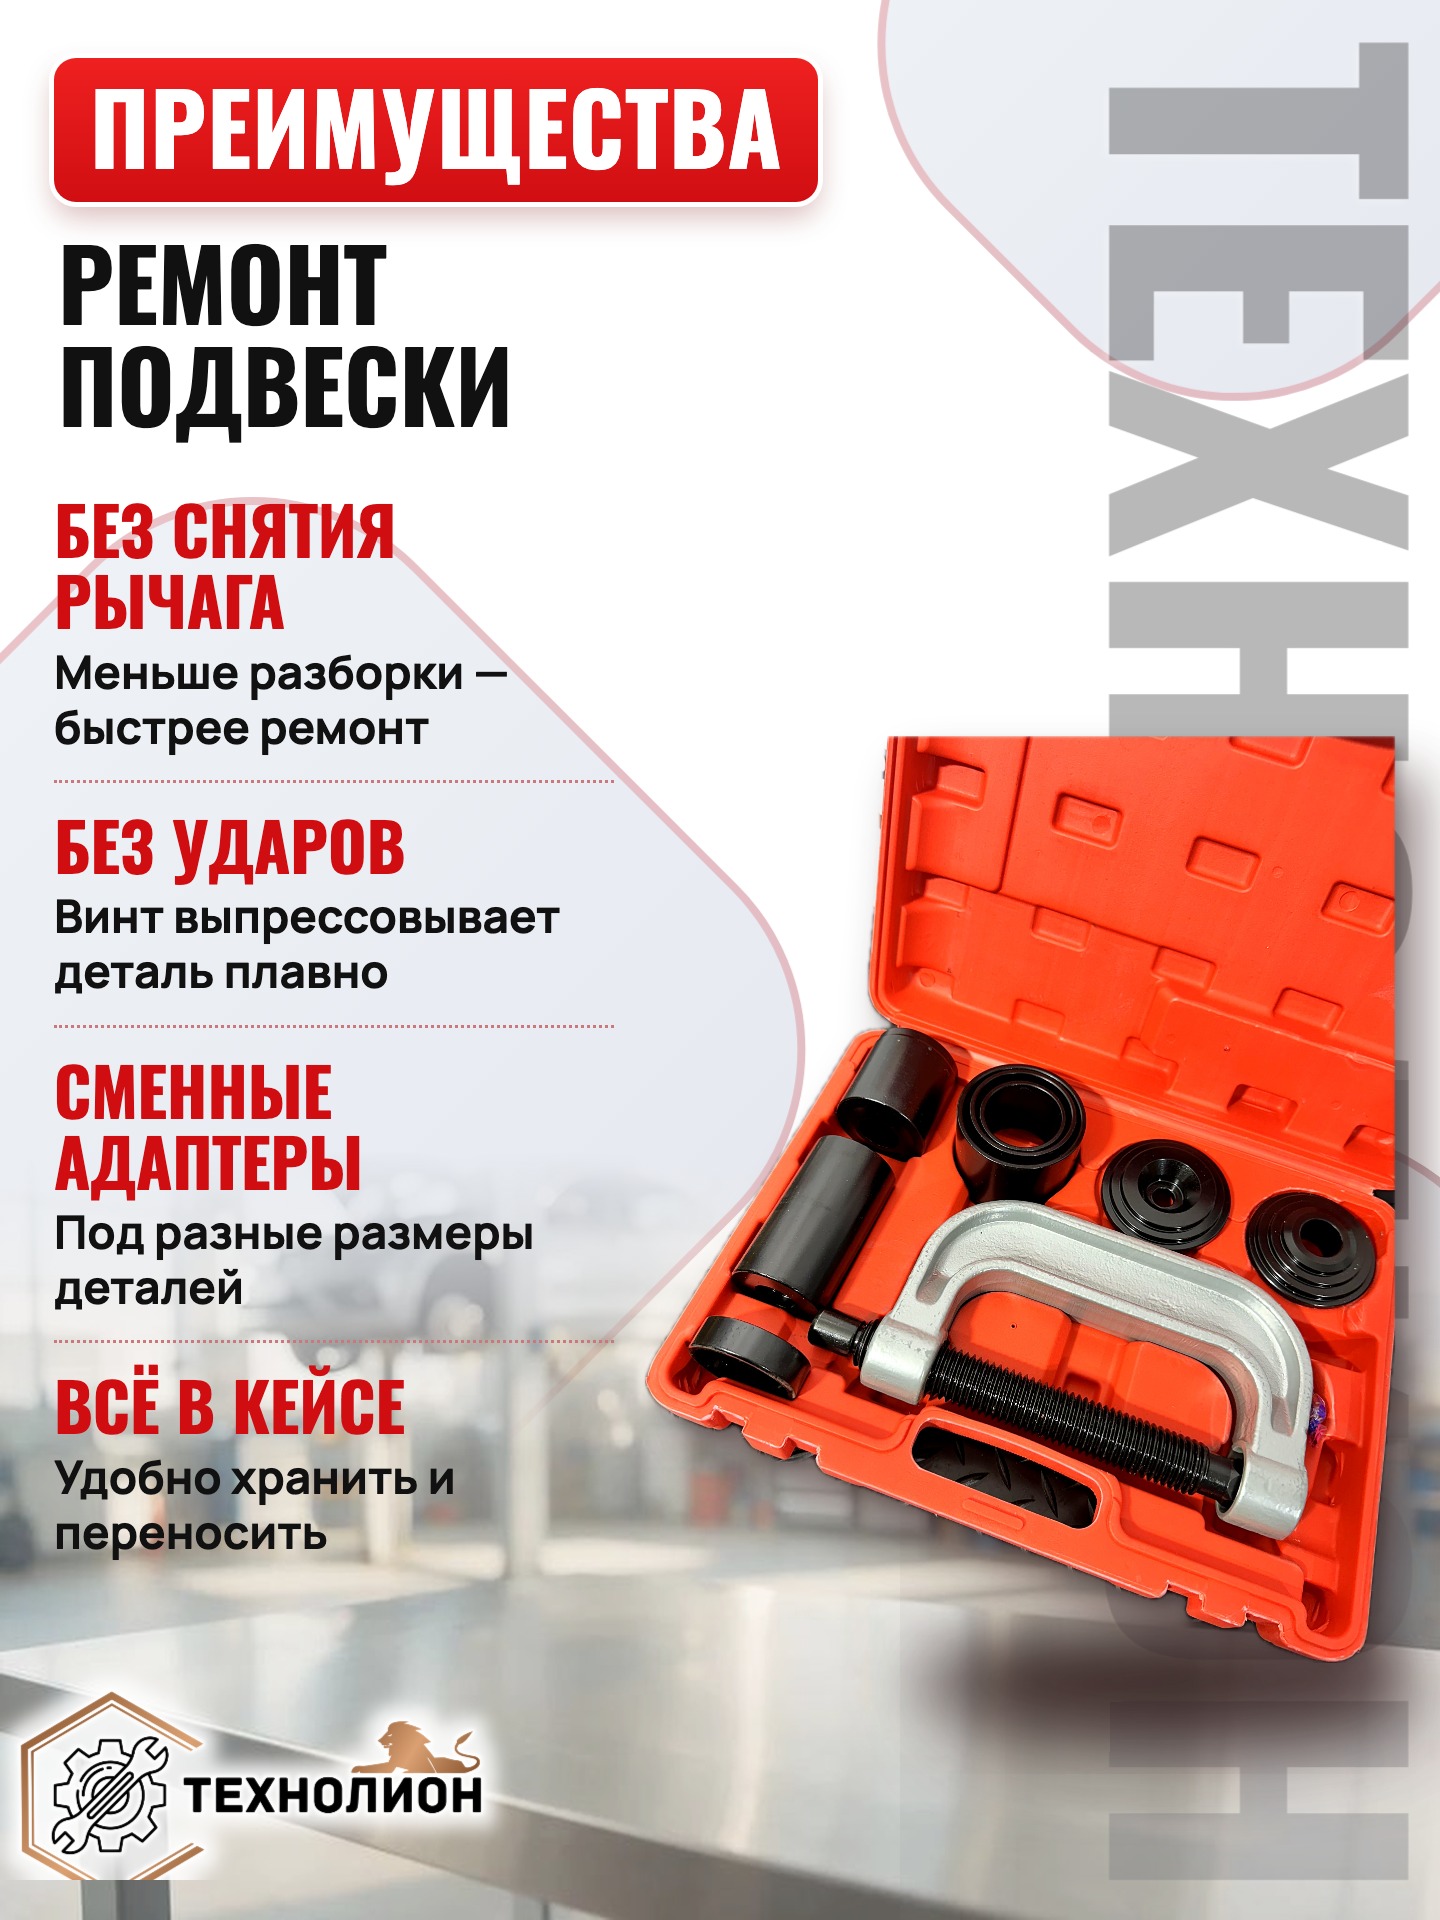 ПРЕИМУЩЕСТВА
РЕМОНТ
ПОДВЕСКИ
БЕЗ СНЯТИЯ
РЫЧАГА
Меньше разборки —
быстрее ремонт
БЕЗ УДАРОВ
Винт выпрессовывает
деталь плавно
СМЕННЫЕ
АДАПТЕРЫ
Под разные размеры
деталей
ВСЁ В КЕЙСЕ
Удобно хранить и
переносить
ТЕХНОЛИОН